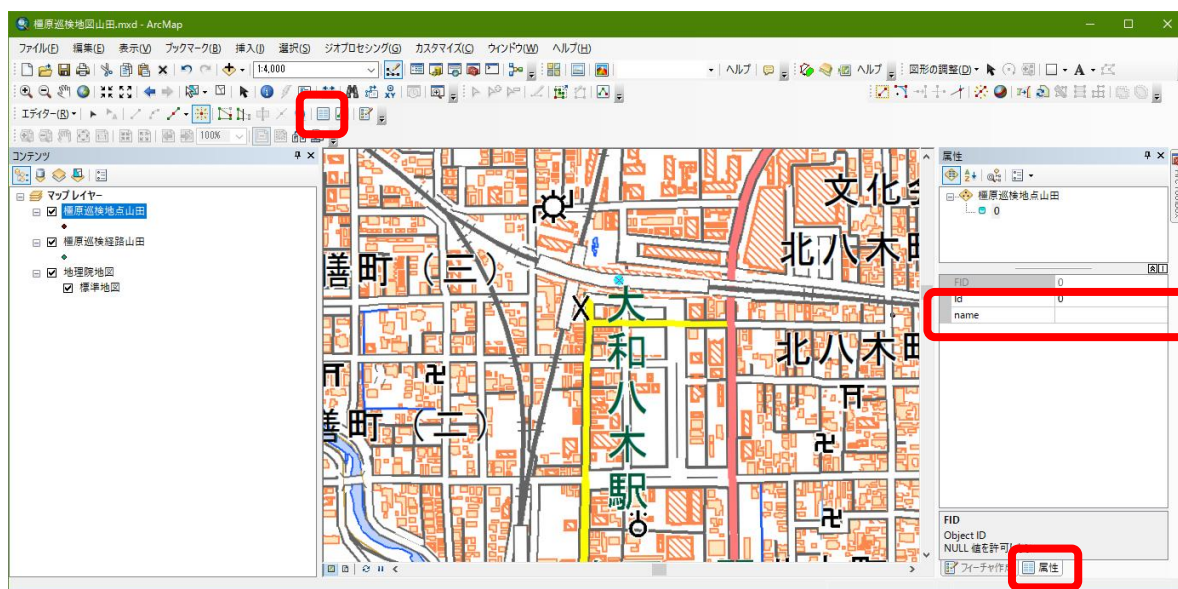 橿原巡検地図山田.mxd - ArcMap
ファイル(F) 編集(E) 表示(V) ブックマーク(B) 挿入(I) 選択(S) ジオプロセシング(G) カスタマイズ(C) ウィンドウ(W) ヘルプ(H)
1:4,000 ヘルプ ヘルプ 図形の調整(D)
エディター(R)
100%
コンテンツ
マップ レイヤー
橿原巡検地点山田
橿原巡検経路山田
地理院地図
標準地図
文化会
北八木町
善町(三)
大和八木駅
北八木町
善町(二)
属性
橿原巡検地点山田
0
FID 0
Id 0
name
FID
Object ID
NULL 値を許可
フィーチャ作成 属性